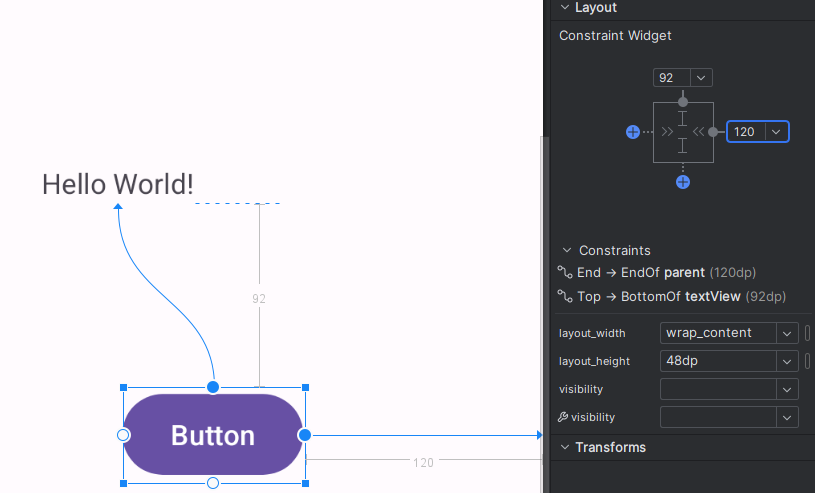 Layout
Constraint Widget
92
120
Hello World!
92
Constraints
End → EndOf parent (120dp)
Top → BottomOf textView (92dp)
layout_width wrap_content
layout_height 48dp
visibility
visibility
Button
Transforms
120